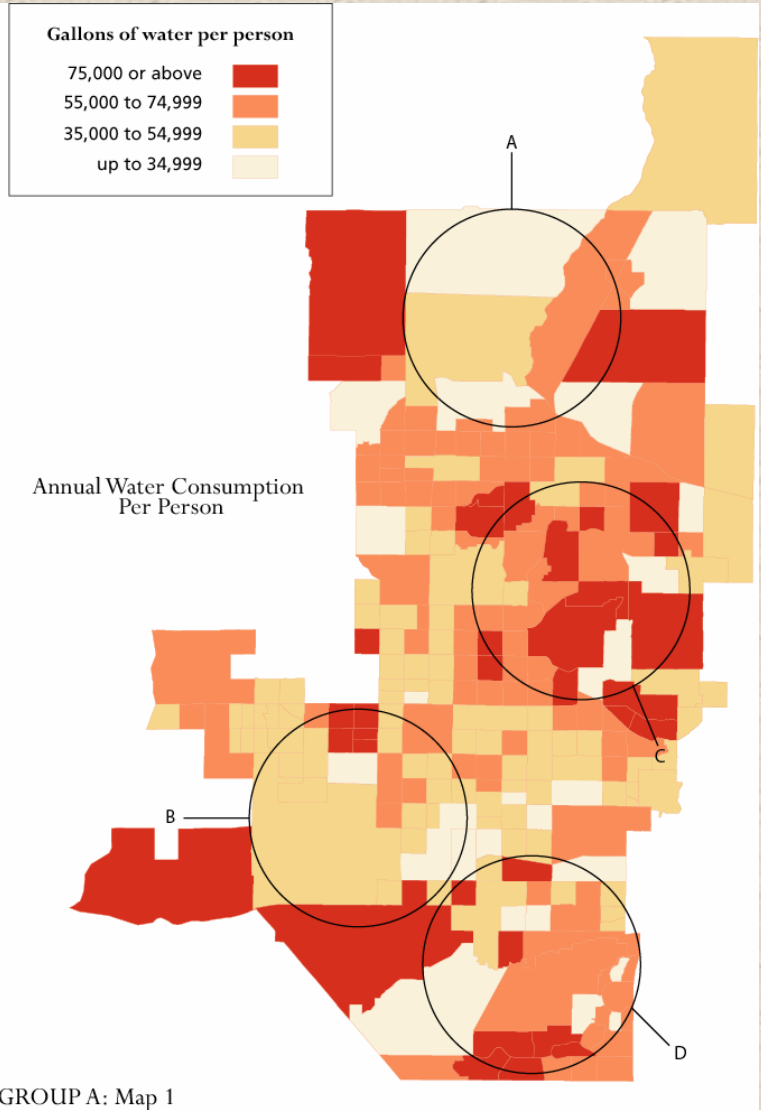 Gallons of water per person
75,000 or above
55,000 to 74,999
35,000 to 54,999
up to 34,999
A
Annual Water Consumption
Per Person
C
B
D
GROUP A: Map 1